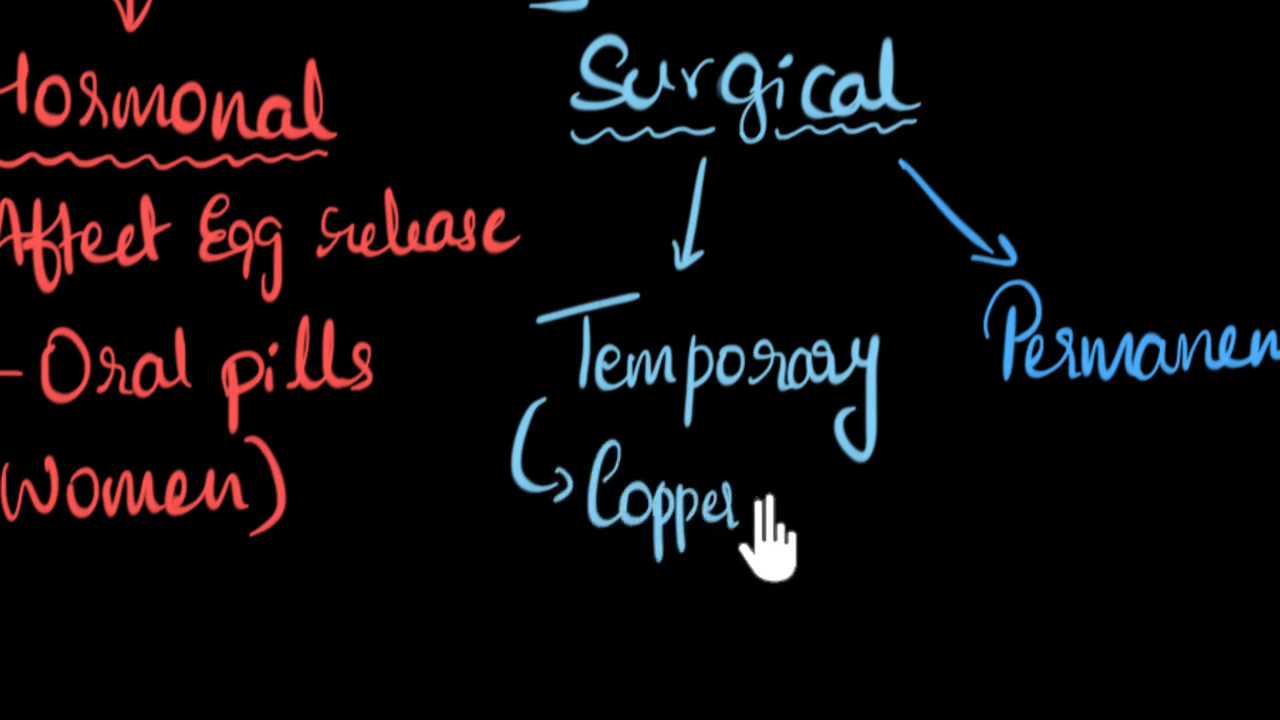 Hormonal
Affect Egg release
- Oral pills
(Women)
Surgical
Temporary
Copper
Permanen